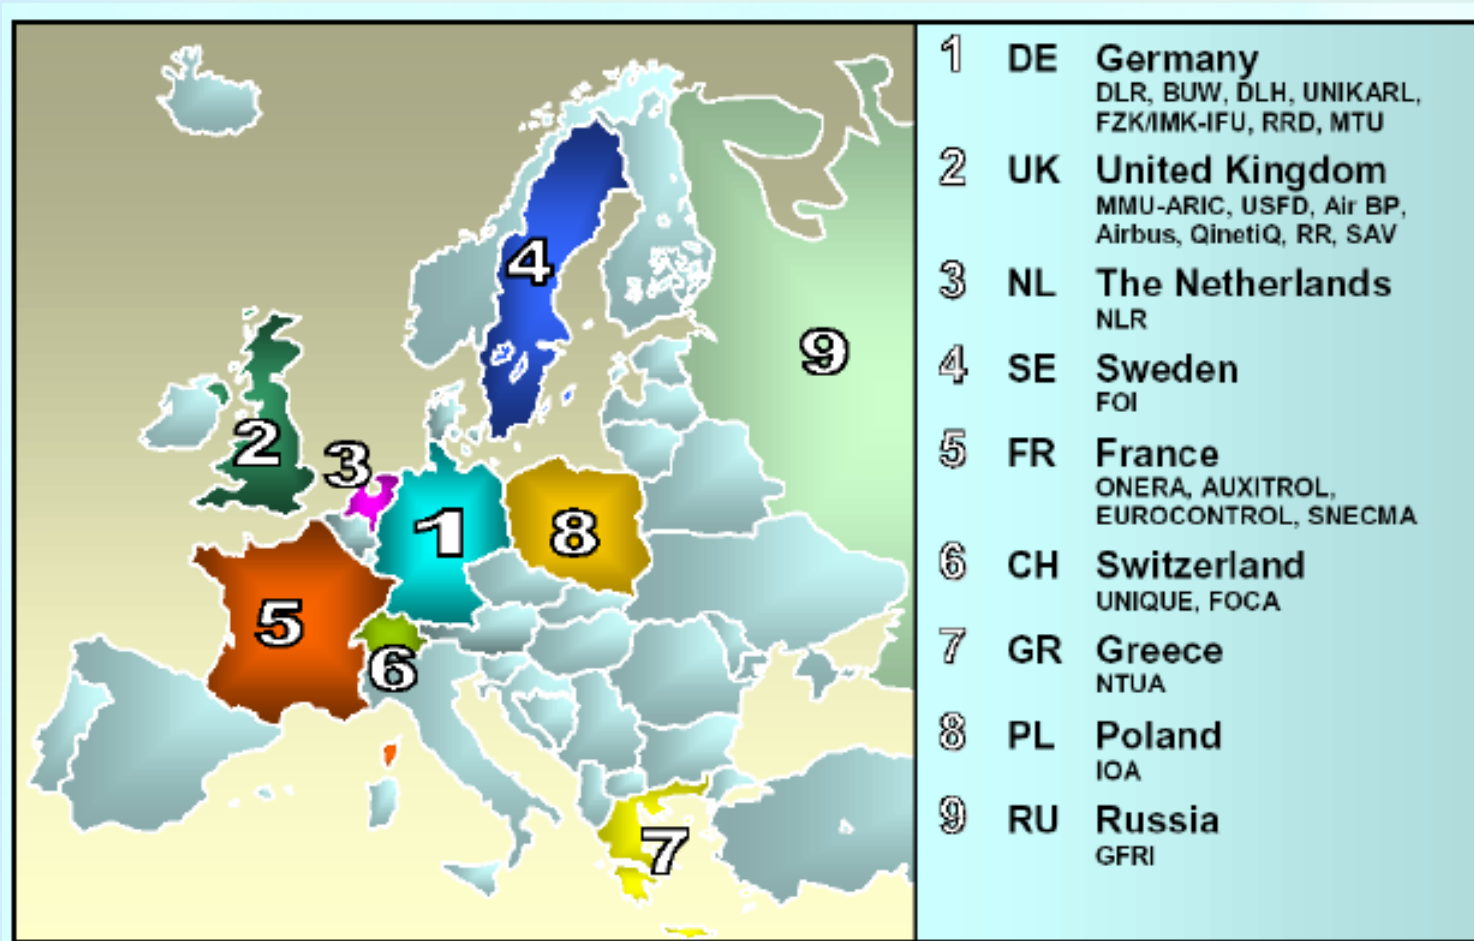 4
9
2
3
1
8
5
6
7
1 DE Germany
DLR, BUW, DLH, UNIKARL,
FZK/IMK-IFU, RRD, MTU
2 UK United Kingdom
MMU-ARIC, USFD, Air BP,
Airbus, QinetiQ, RR, SAV
3 NL The Netherlands
NLR
4 SE Sweden
FOI
5 FR France
ONERA, AUXITROL,
EUROCONTROL, SNECMA
6 CH Switzerland
UNIQUE, FOCA
7 GR Greece
NTUA
8 PL Poland
IOA
9 RU Russia
GFRI